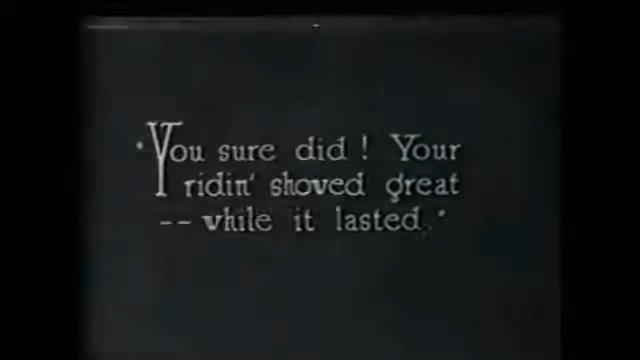 "You sure did! Your
ridin' showed great
-- while it lasted."